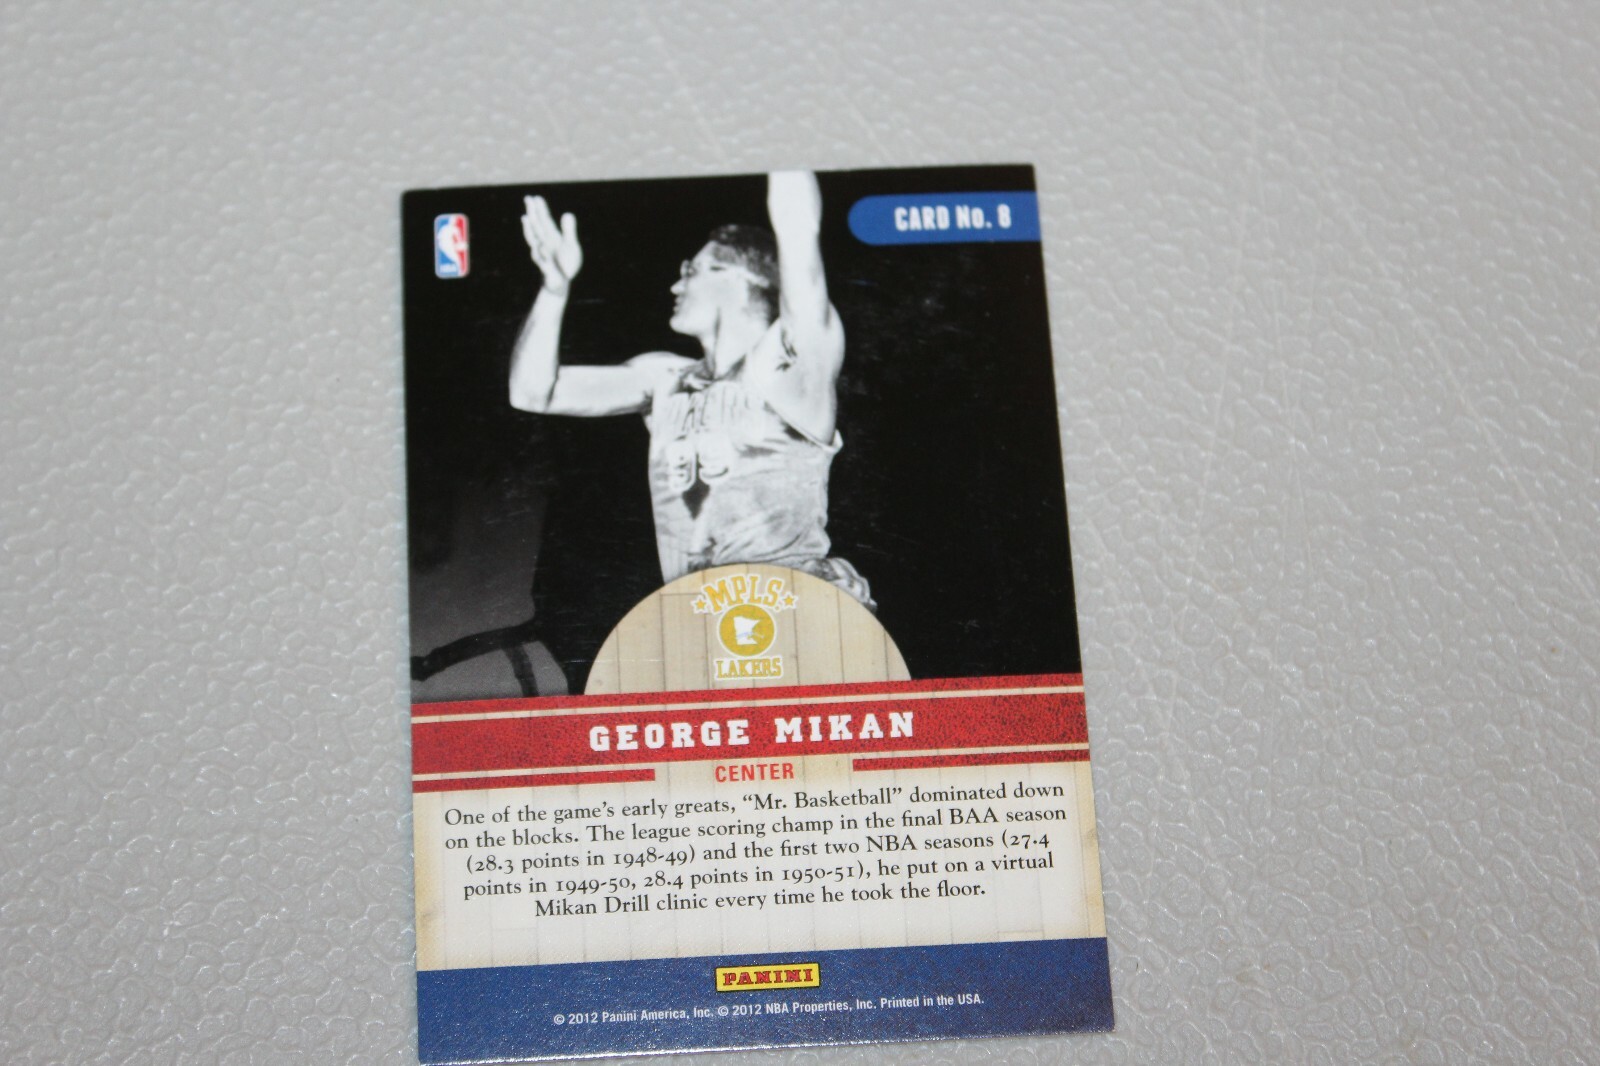 CARD No. 8
MPLS.
LAKERS
GEORGE MIKAN
CENTER
One of the game's early greats, “Mr. Basketball” dominated down
on the blocks. The league scoring champ in the final BAA season
(28.3 points in 1948-49) and the first two NBA seasons (27.4
points in 1949-50, 28.4 points in 1950-51), he put on a virtual
Mikan Drill clinic every time he took the floor.
PANINI
© 2012 Panini America, Inc. © 2012 NBA Properties, Inc. Printed in the USA.